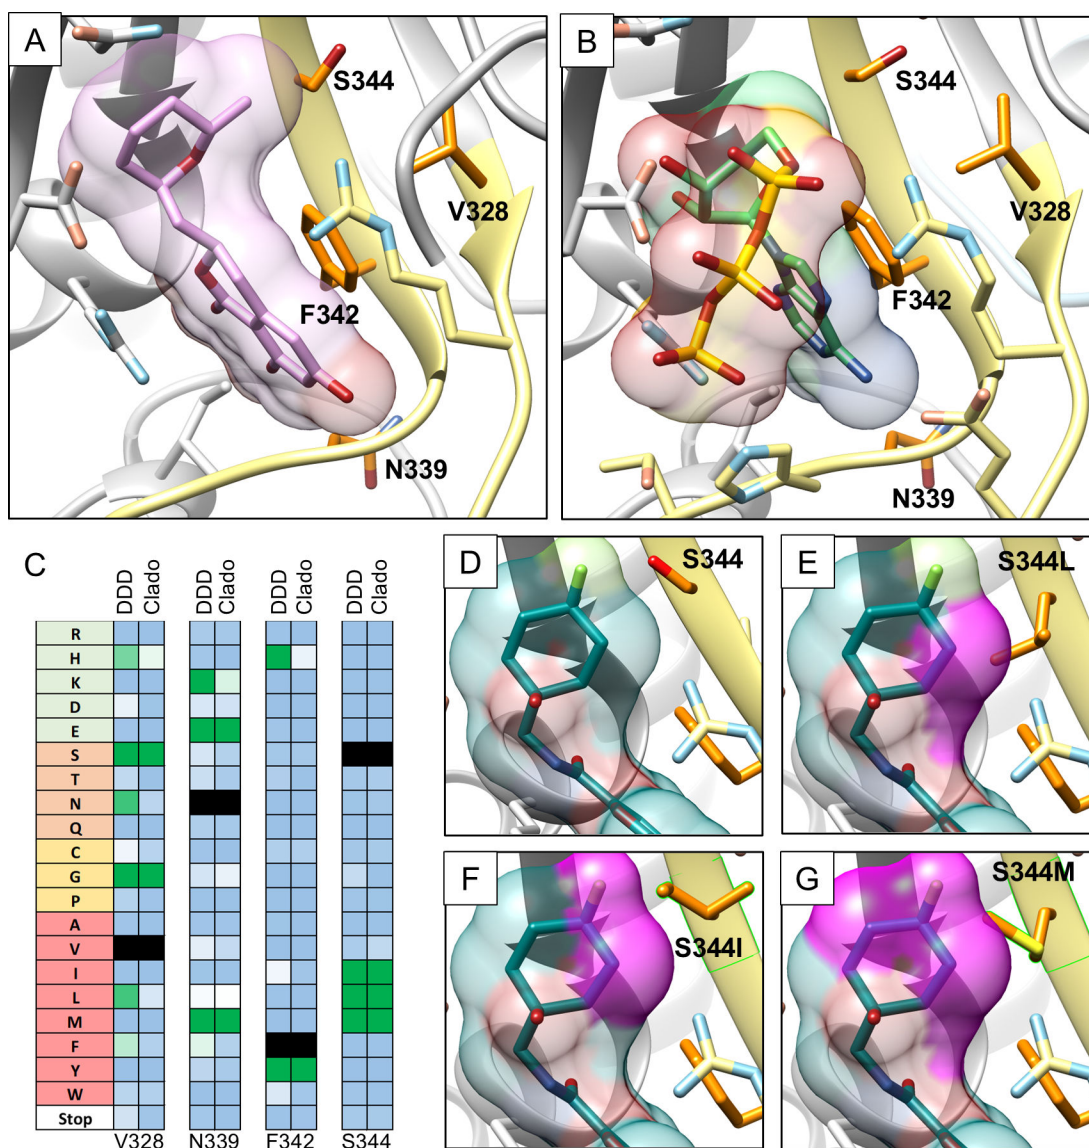 A
S344
V328
F342
N339
B
S344
V328
F342
N339
C
DDD Clado DDD Clado DDD Clado DDD Clado
R
H
K
D
E
S
T
N
Q
C
G
P
A
V
I
L
M
F
Y
W
Stop
V328 N339 F342 S344
D
S344
E
S344L
F
S344I
G
S344M